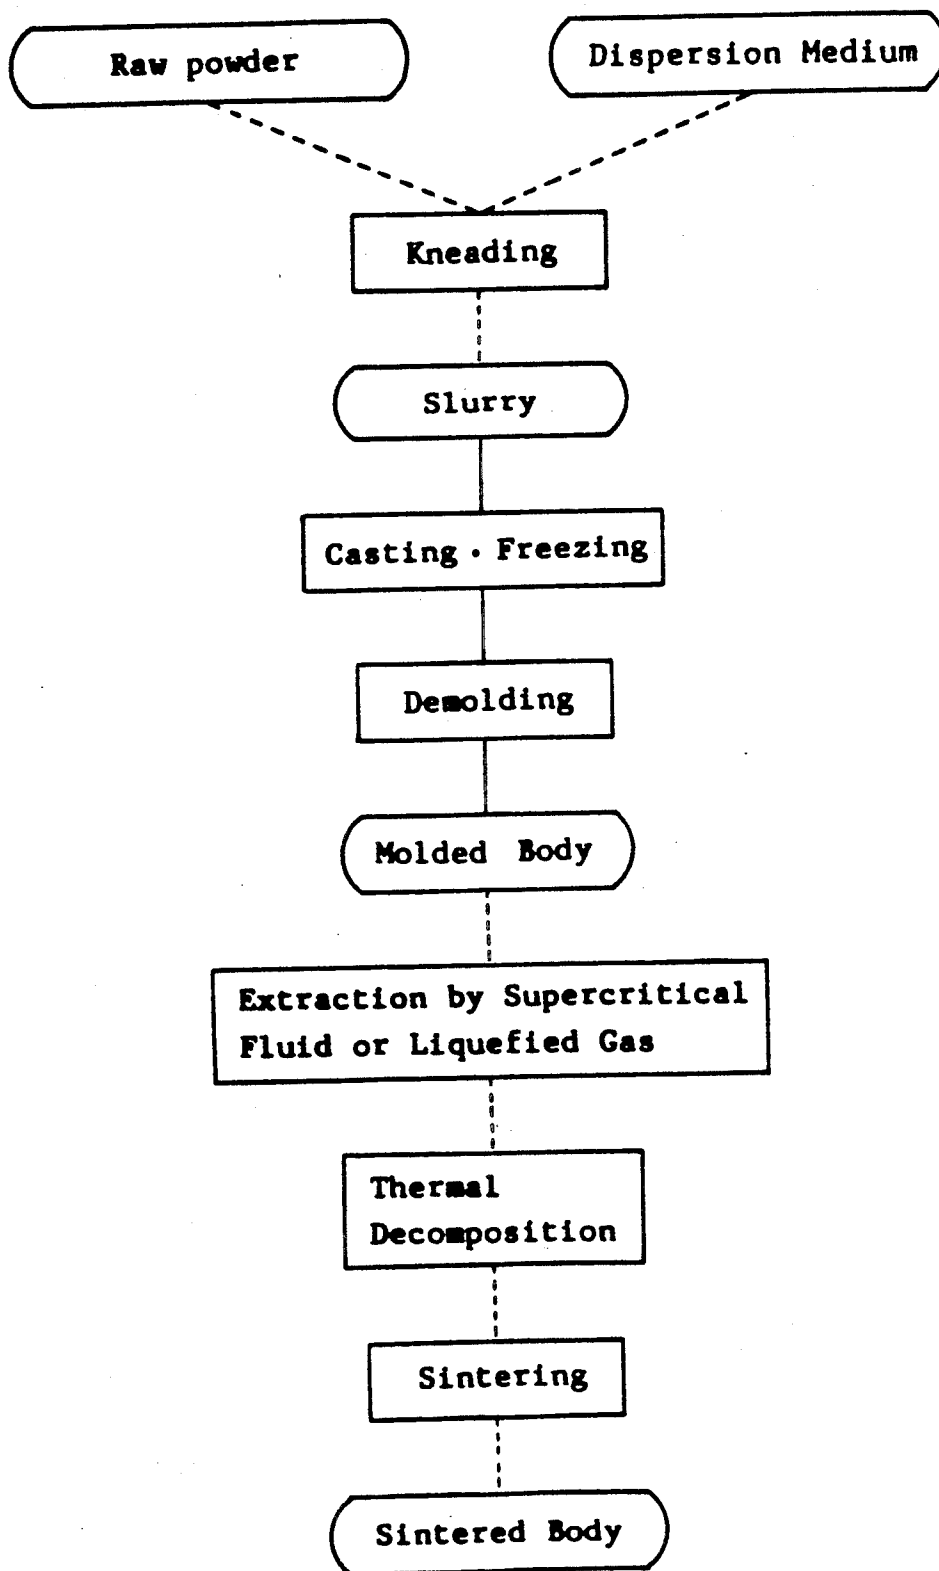 Raw powder
Dispersion Medium
Kneading
Slurry
Casting · Freezing
Demolding
Molded Body
Extraction by Supercritical
Fluid or Liquefied Gas
Thermal
Decomposition
Sintering
Sintered Body